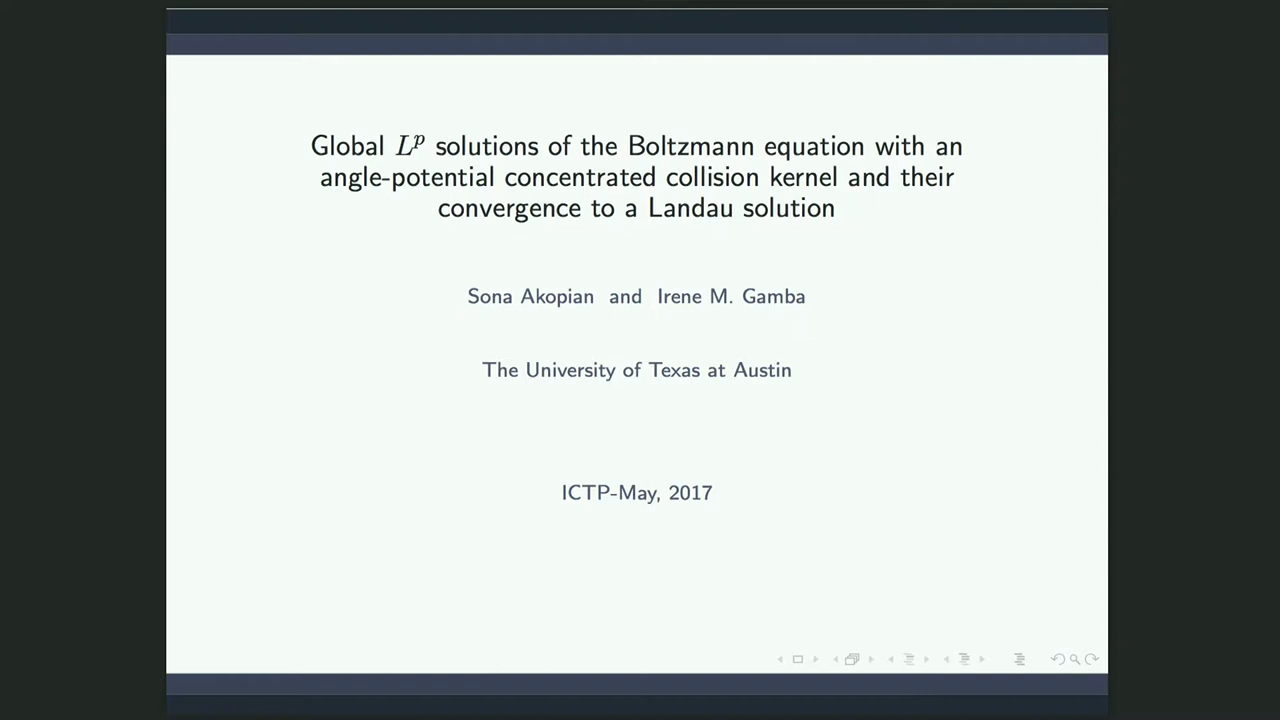 Global Lᵖ solutions of the Boltzmann equation with an
angle-potential concentrated collision kernel and their
convergence to a Landau solution
Sona Akopian and Irene M. Gamba
The University of Texas at Austin
ICTP-May, 2017